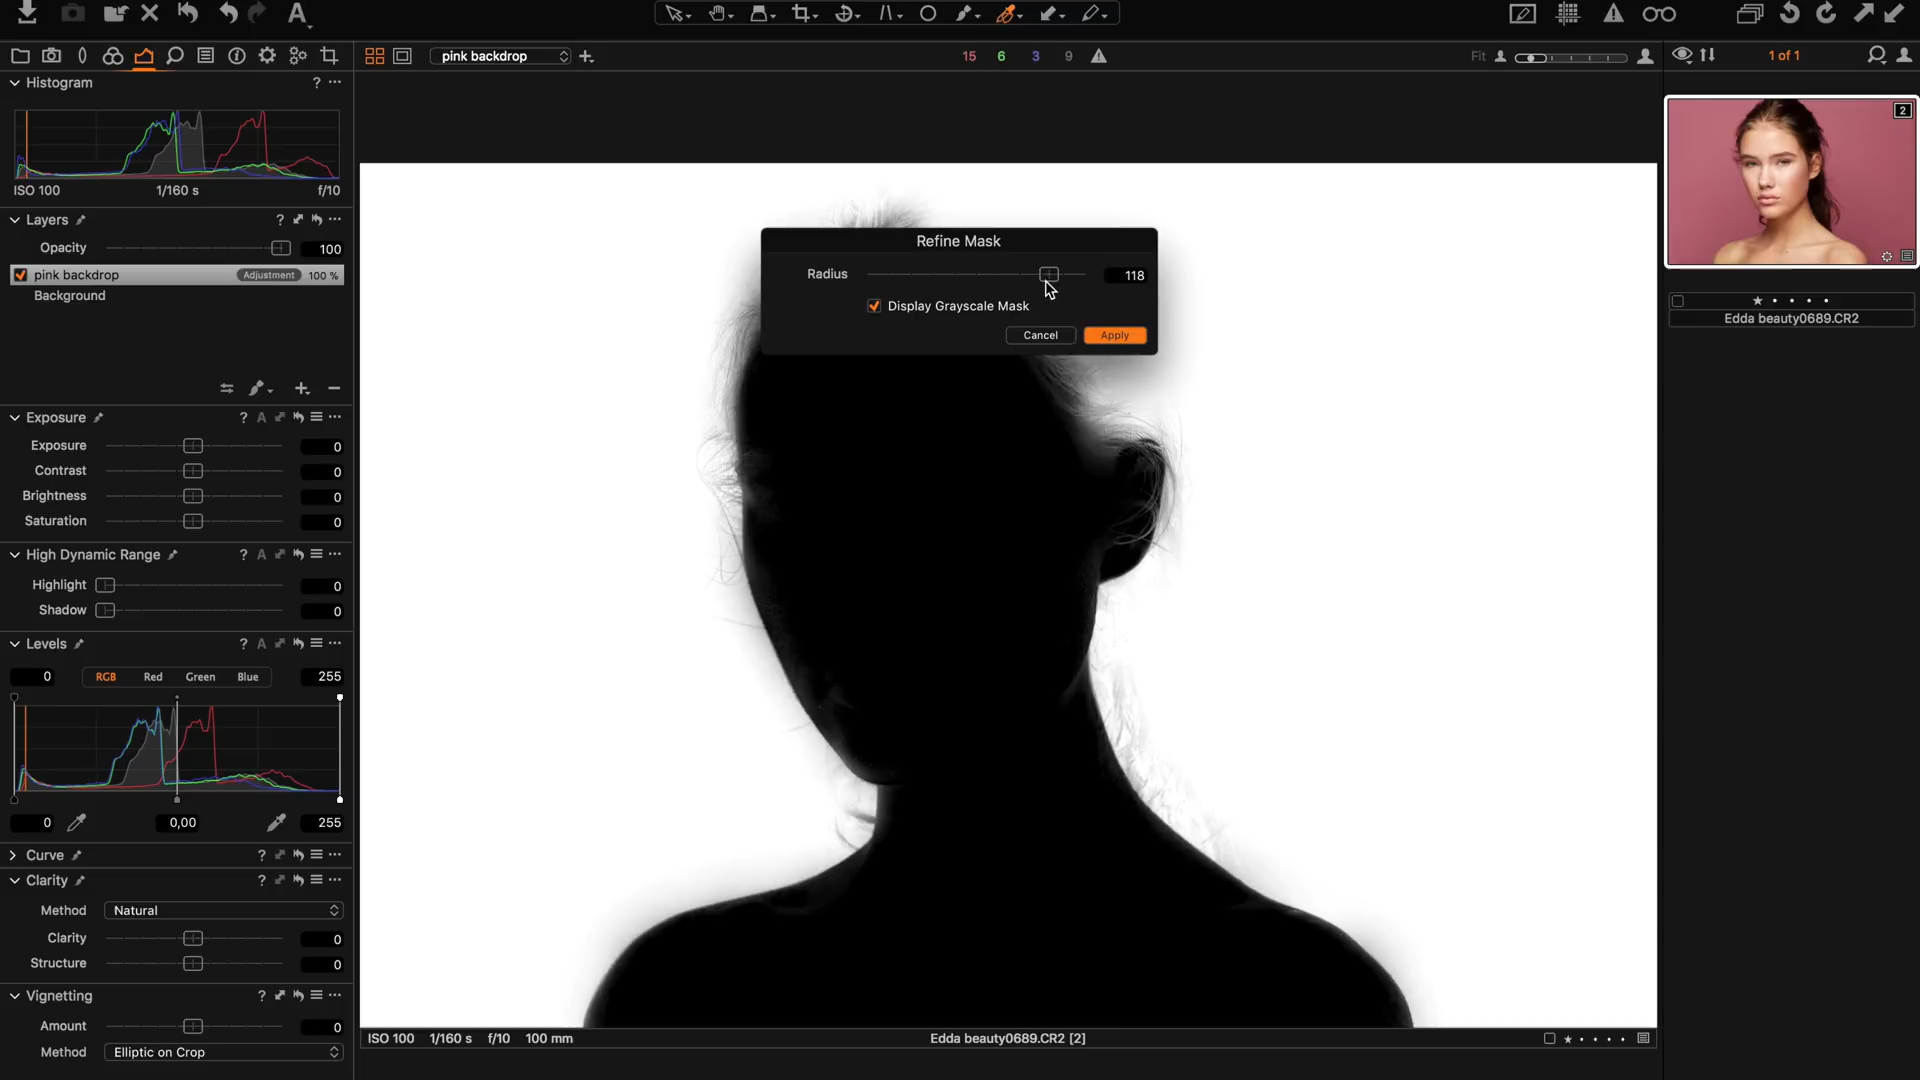 A
pink backdrop
15 6 3 9
Fit
1 of 1
Histogram ?
ISO 100 1/160 s f/10
2
Layers ?
Opacity 100
pink backdrop Adjustment 100 %
Background
Refine Mask
Radius 118
Display Grayscale Mask
Cancel Apply
Edda beauty0689.CR2
Exposure ? A
Exposure 0
Contrast 0
Brightness 0
Saturation 0
High Dynamic Range ? A
Highlight 0
Shadow 0
Levels ? A
0 RGB Red Green Blue 255
0 0,00 255
Curve ?
Clarity ?
Method Natural
Clarity 0
Structure 0
Vignetting ?
Amount 0
Method Elliptic on Crop
ISO 100 1/160 s f/10 100 mm Edda beauty0689.CR2 [2]